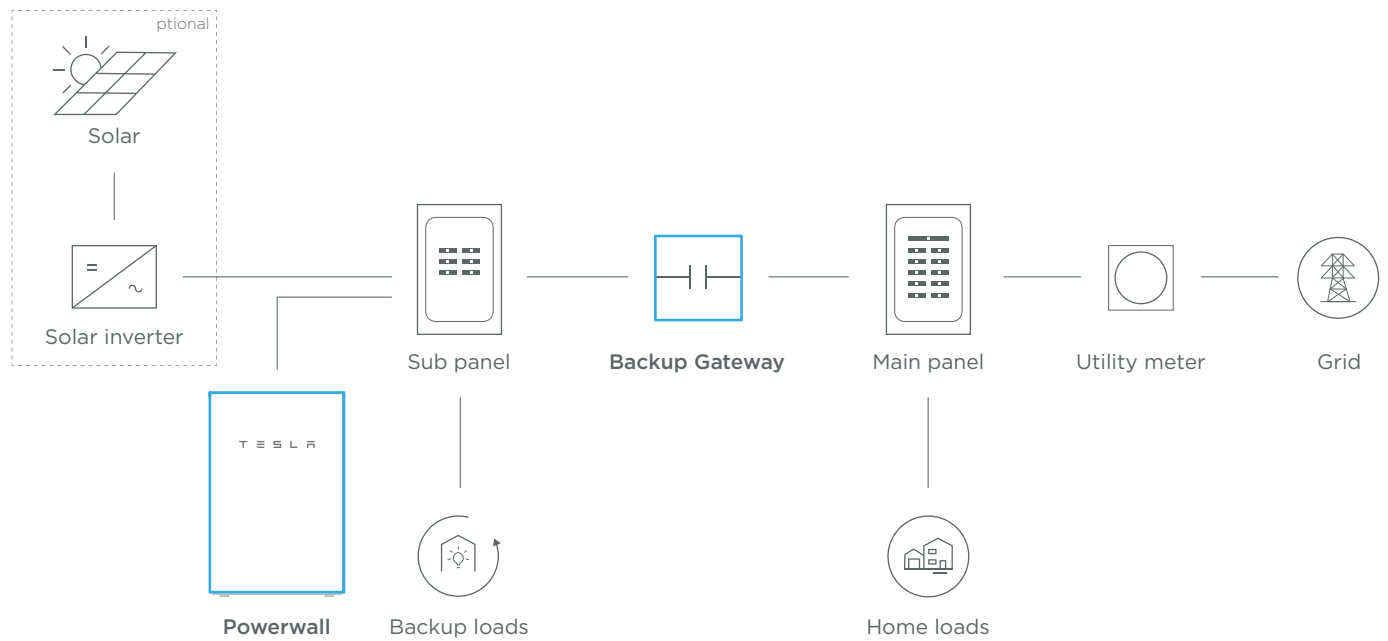 ptional
Solar
Solar inverter
Sub panel
Backup Gateway
Main panel
Utility meter
Grid
TESLA
Powerwall
Backup loads
Home loads